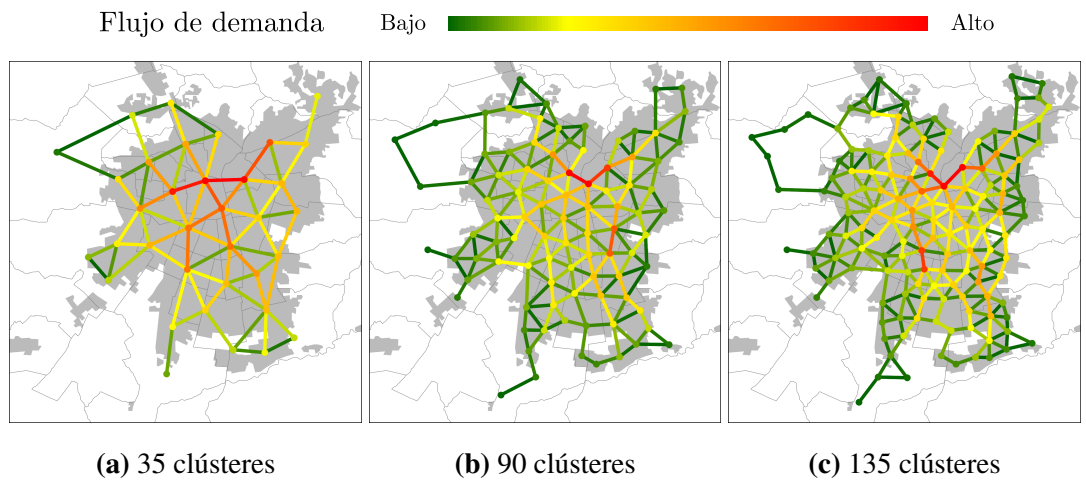 Flujo de demanda Bajo Alto
(a) 35 clústeres (b) 90 clústeres (c) 135 clústeres